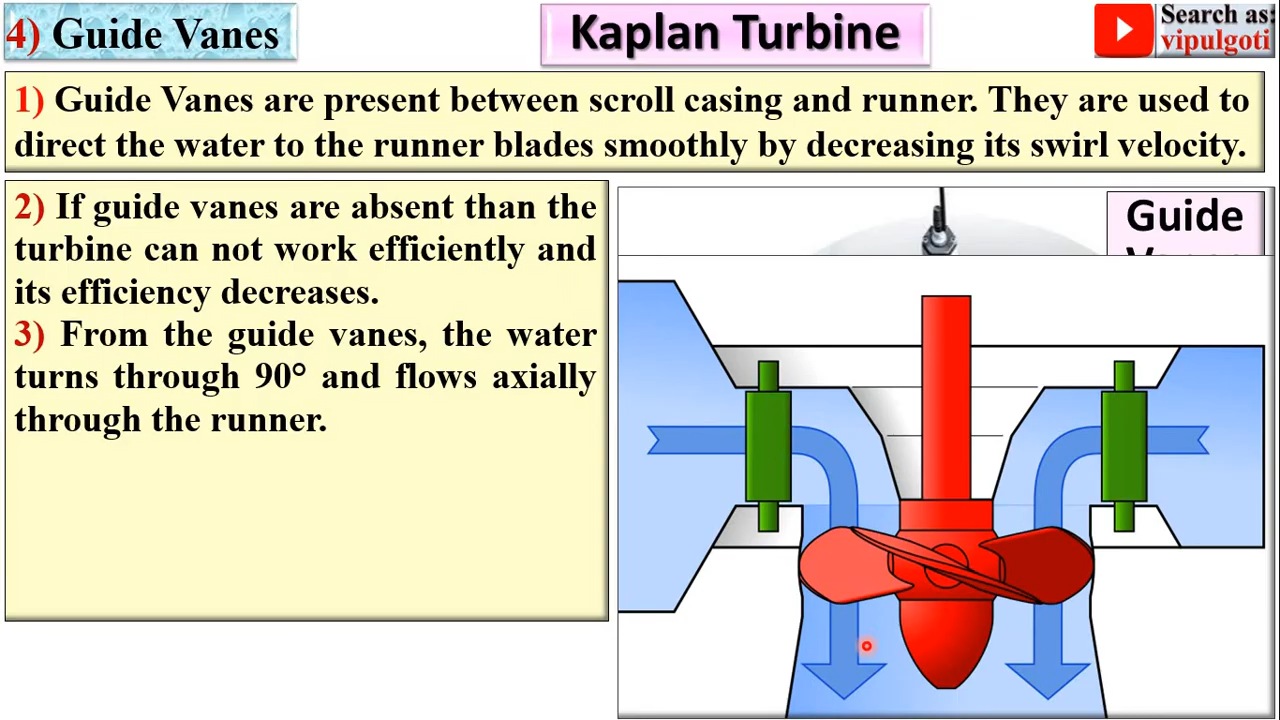 4) Guide Vanes
Kaplan Turbine
Search as:
vipulgoti
1) Guide Vanes are present between scroll casing and runner. They are used to
direct the water to the runner blades smoothly by decreasing its swirl velocity.
2) If guide vanes are absent than the
turbine can not work efficiently and
its efficiency decreases.
3) From the guide vanes, the water
turns through 90° and flows axially
through the runner.
Guide